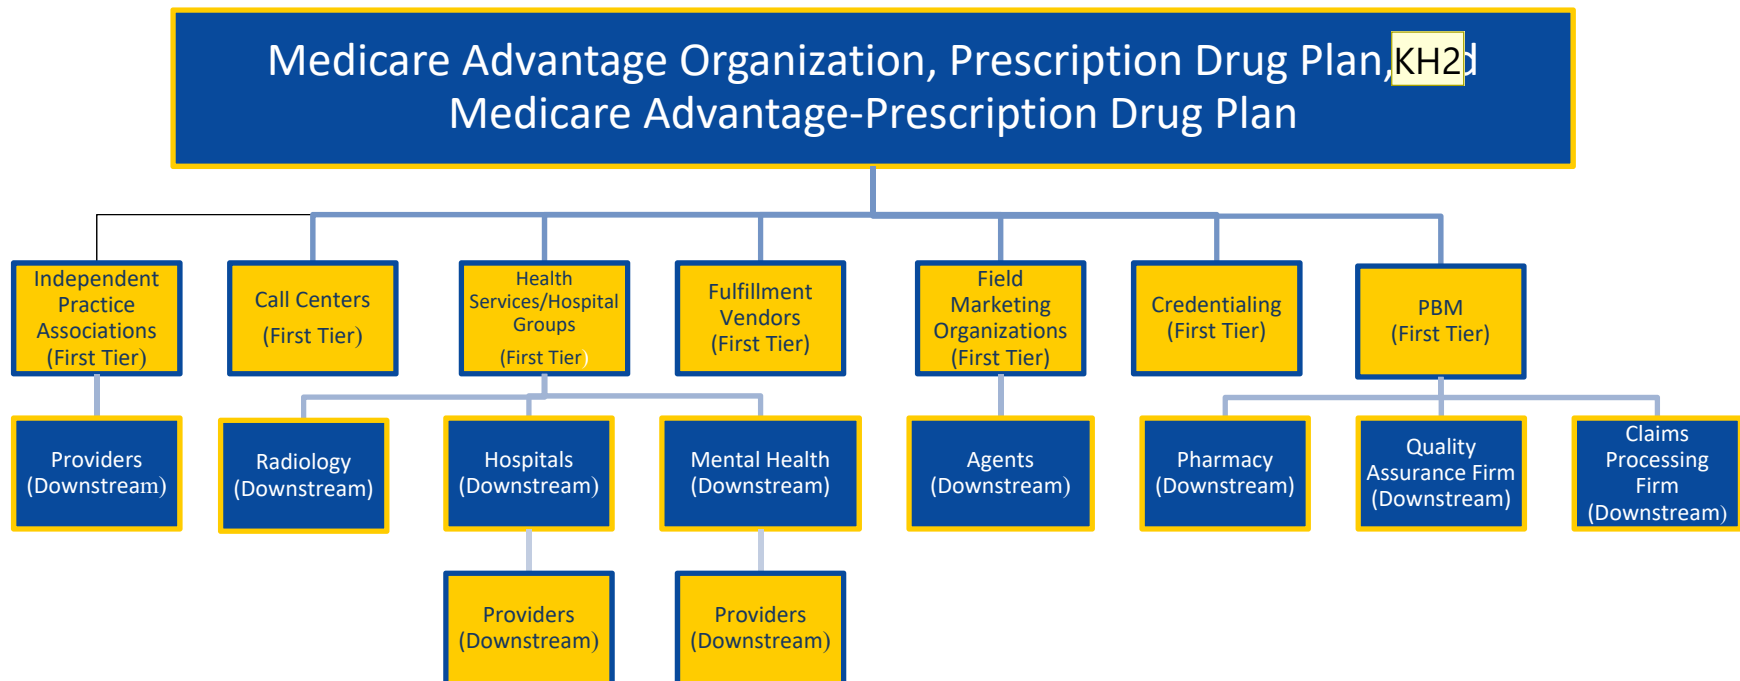 Medicare Advantage Organization, Prescription Drug Plan, KH2 d
Medicare Advantage-Prescription Drug Plan
Independent
Practice
Associations
(First Tier)
Call Centers
(First Tier)
Health
Services/Hospital
Groups
(First Tier)
Fulfillment
Vendors
(First Tier)
Field
Marketing
Organizations
(First Tier)
Credentialing
(First Tier)
PBM
(First Tier)
Providers
(Downstream)
Radiology
(Downstream)
Hospitals
(Downstream)
Mental Health
(Downstream)
Agents
(Downstream)
Pharmacy
(Downstream)
Quality
Assurance Firm
(Downstream)
Claims
Processing
Firm
(Downstream)
Providers
(Downstream)
Providers
(Downstream)